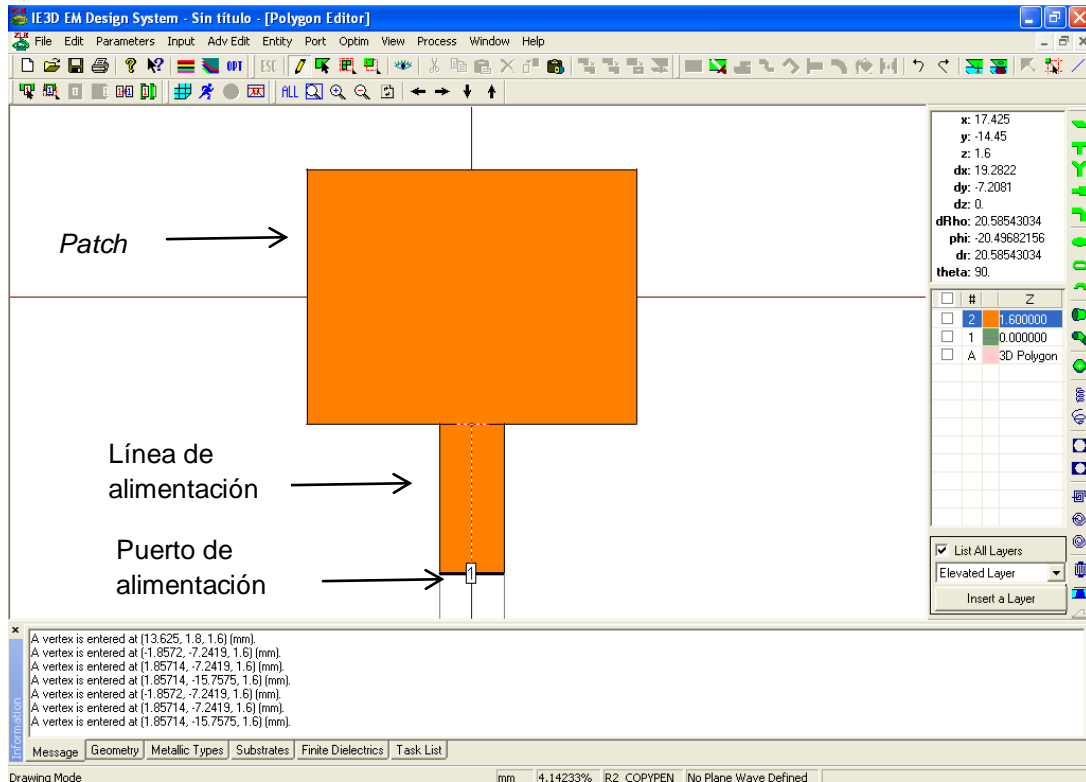 IE3D EM Design System - Sin título - [Polygon Editor]
File Edit Parameters Input Adv Edit Entity Port Optim View Process Window Help
OPT ESC
ALL
x: 17.425
y: -14.45
z: 1.6
dx: 19.2822
dy: -7.2081
dz: 0.
dRho: 20.58543034
phi: -20.49682156
dr: 20.58543034
theta: 90.
# Z
2 1.600000
1 0.000000
A 3D Polygon
List All Layers
Elevated Layer
Insert a Layer
Patch
Línea de
alimentación
Puerto de
alimentación
1
A vertex is entered at (13.625, 1.8, 1.6) (mm).
A vertex is entered at (-1.8572, -7.2419, 1.6) (mm).
A vertex is entered at (1.85714, -7.2419, 1.6) (mm).
A vertex is entered at (1.85714, -15.7575, 1.6) (mm).
A vertex is entered at (-1.8572, -7.2419, 1.6) (mm).
A vertex is entered at (1.85714, -7.2419, 1.6) (mm).
A vertex is entered at (1.85714, -15.7575, 1.6) (mm).
Information
Message Geometry Metallic Types Substrates Finite Dielectrics Task List
Drawing Mode mm 4.14233% R2_COPYPEN No Plane Wave Defined